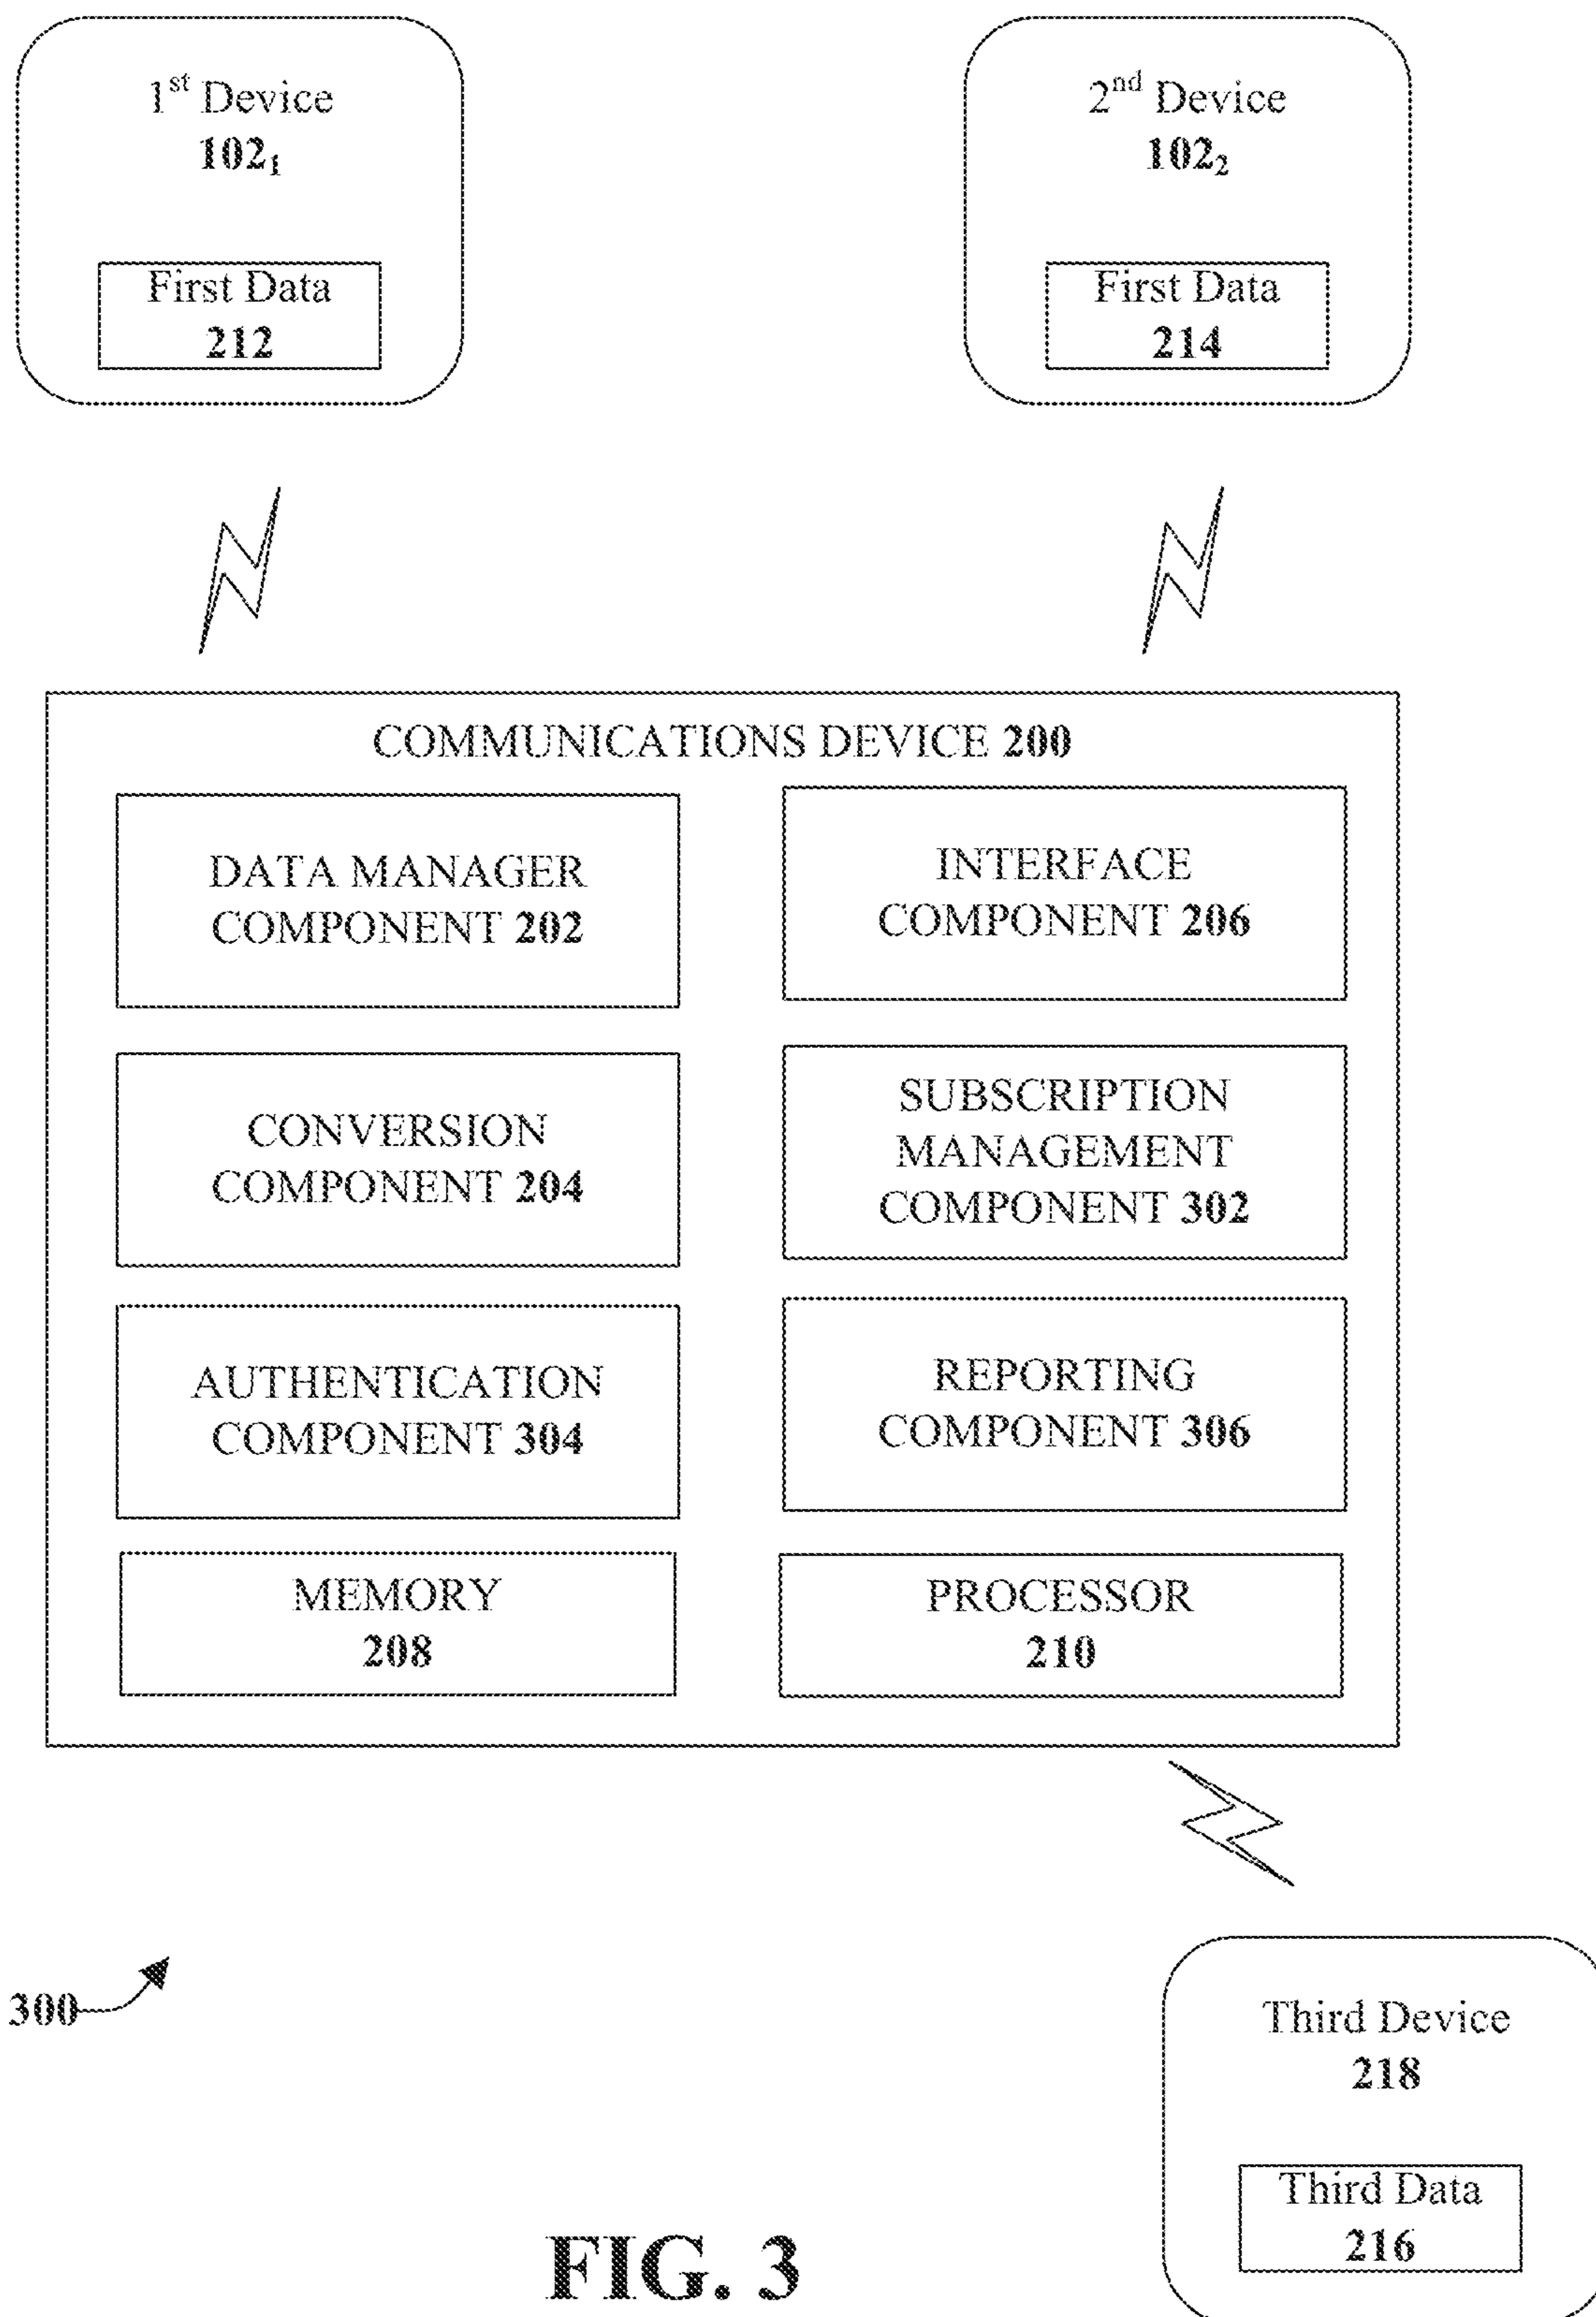 1st Device
102₁
First Data
212
2nd Device
102₂
First Data
214
COMMUNICATIONS DEVICE 200
DATA MANAGER
COMPONENT 202
INTERFACE
COMPONENT 206
CONVERSION
COMPONENT 204
SUBSCRIPTION
MANAGEMENT
COMPONENT 302
AUTHENTICATION
COMPONENT 304
REPORTING
COMPONENT 306
MEMORY
208
PROCESSOR
210
300
Third Device
218
Third Data
216
FIG. 3